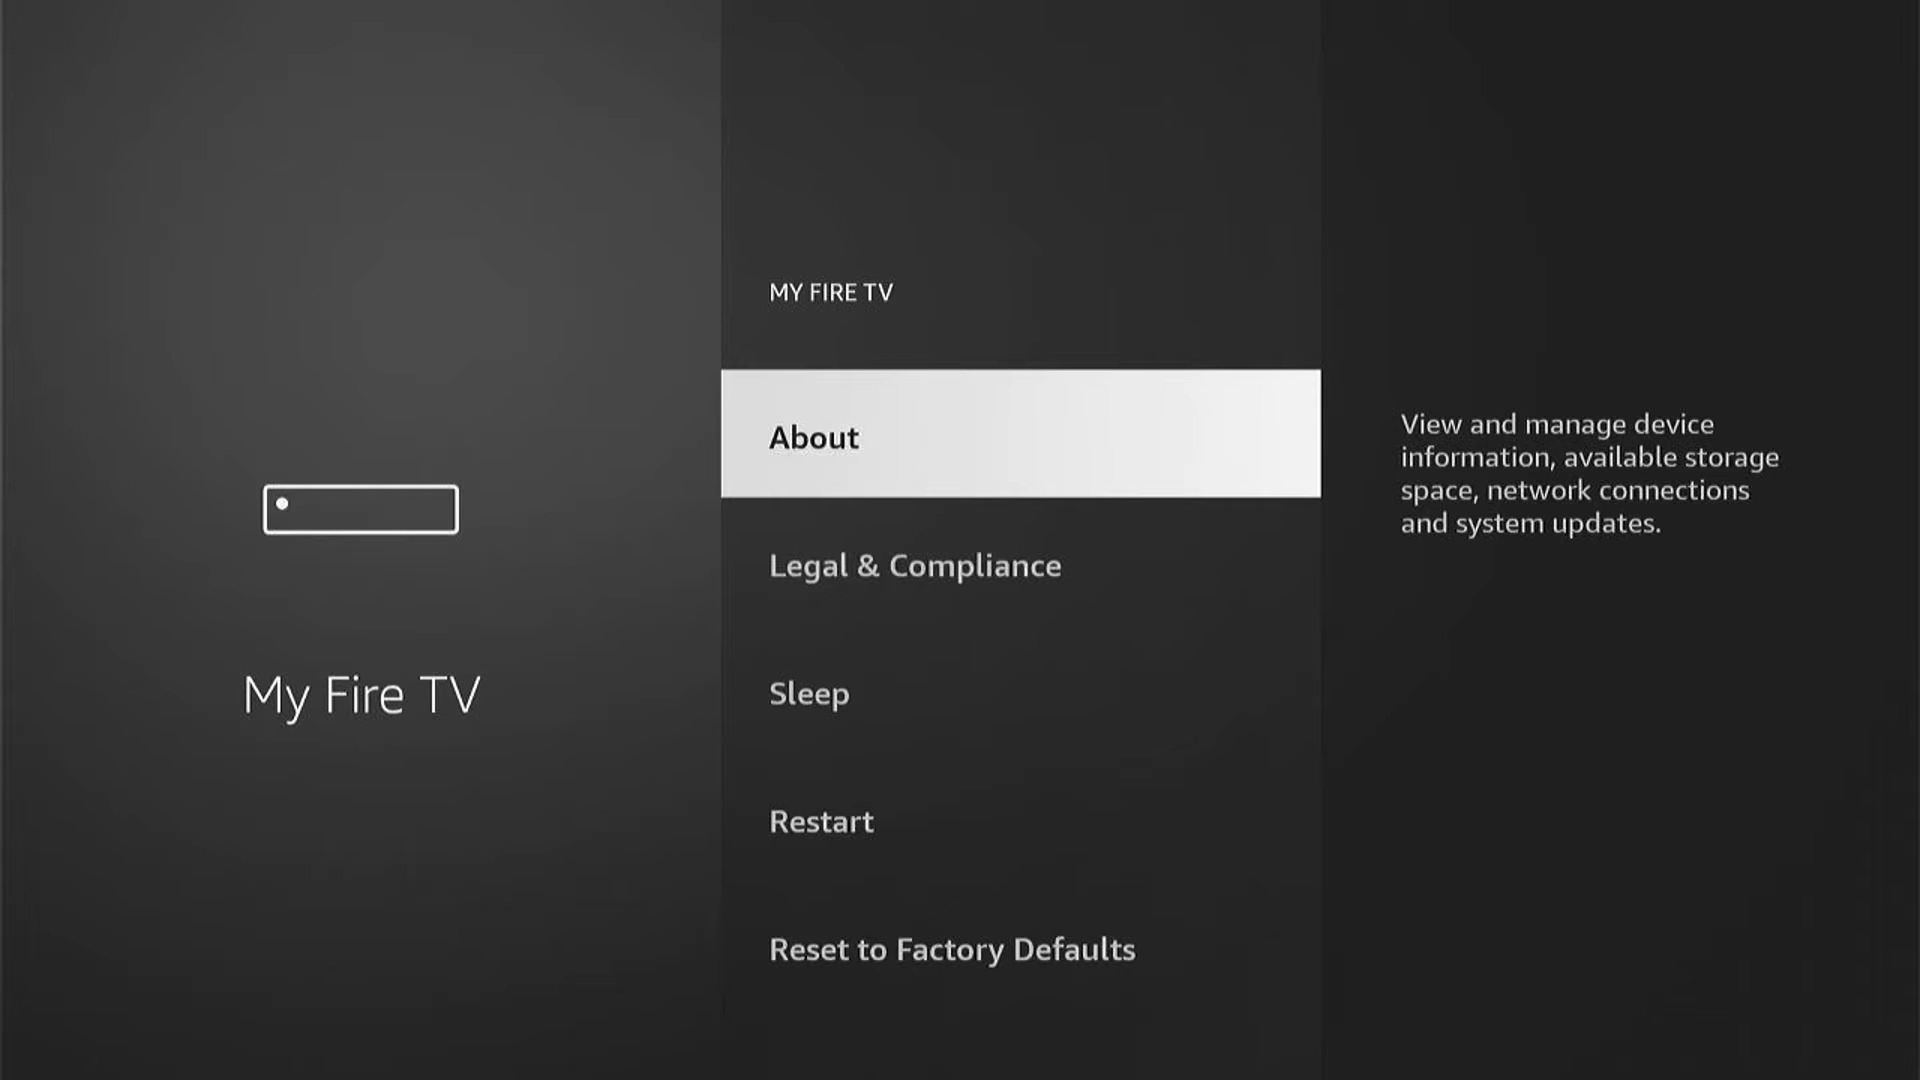 My Fire TV
MY FIRE TV
About
Legal & Compliance
Sleep
Restart
Reset to Factory Defaults
View and manage device
information, available storage
space, network connections
and system updates.